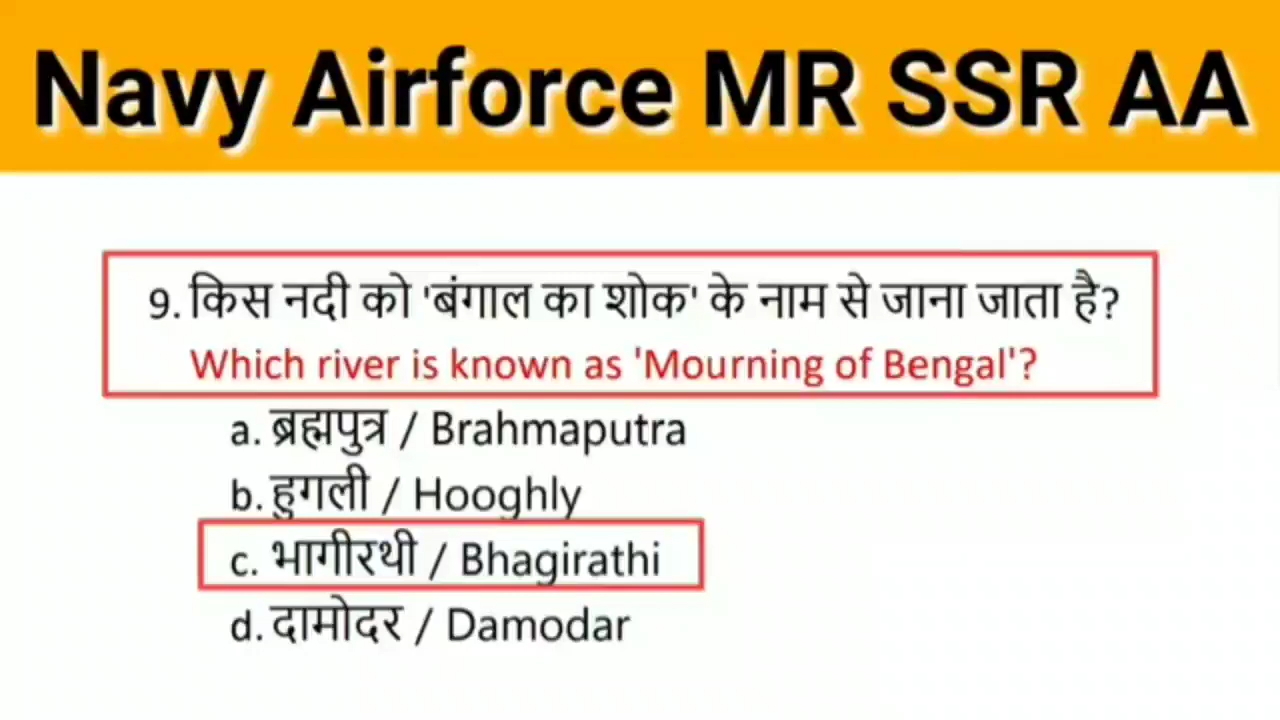 Navy Airforce MR SSR AA
9. किस नदी को 'बंगाल का शोक' के नाम से जाना जाता है?
Which river is known as 'Mourning of Bengal'?
a. ब्रह्मपुत्र / Brahmaputra
b. हुगली / Hooghly
c. भागीरथी / Bhagirathi
d. दामोदर / Damodar